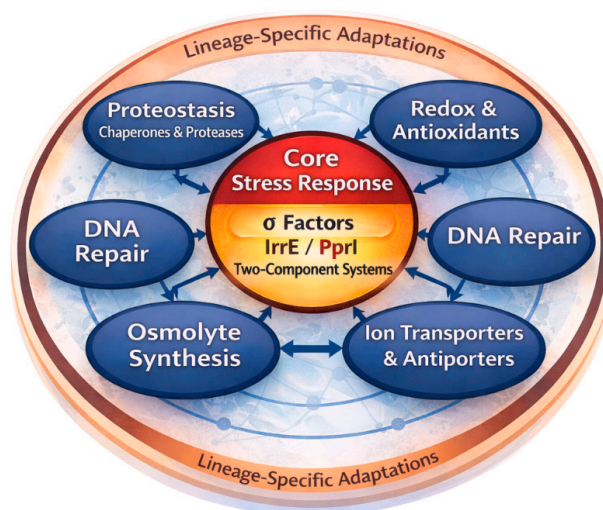 Lineage-Specific Adaptations
Proteostasis
Chaperones & Proteases
Redox &
Antioxidants
Core
Stress Response
σ Factors
IrrE / PprI
Two-Component Systems
DNA
Repair
DNA Repair
Osmolyte
Synthesis
Ion Transporters
& Antiporters
Lineage-Specific Adaptations